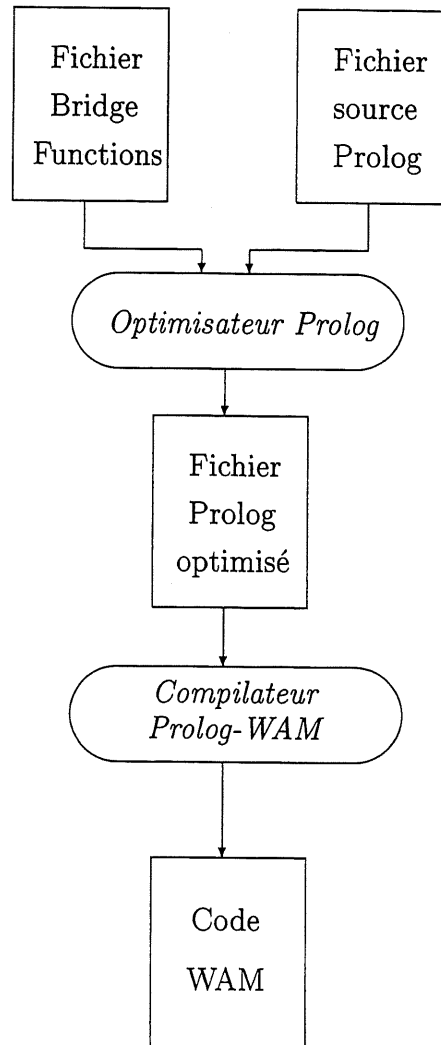 Fichier
Bridge
Functions
Fichier
source
Prolog
Optimisateur Prolog
Fichier
Prolog
optimisé
Compilateur
Prolog-WAM
Code
WAM